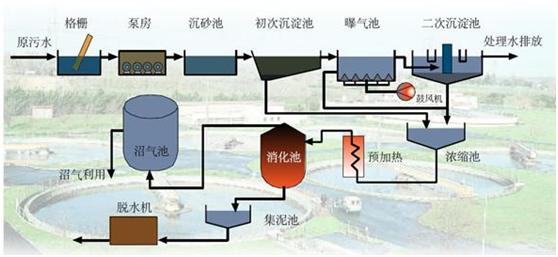 格栅
泵房
沉砂池
初次沉淀池
曝气池
二次沉淀池
原污水
处理水排放
鼓风机
沼气池
消化池
预加热
浓缩池
沼气利用
脱水机
集泥池